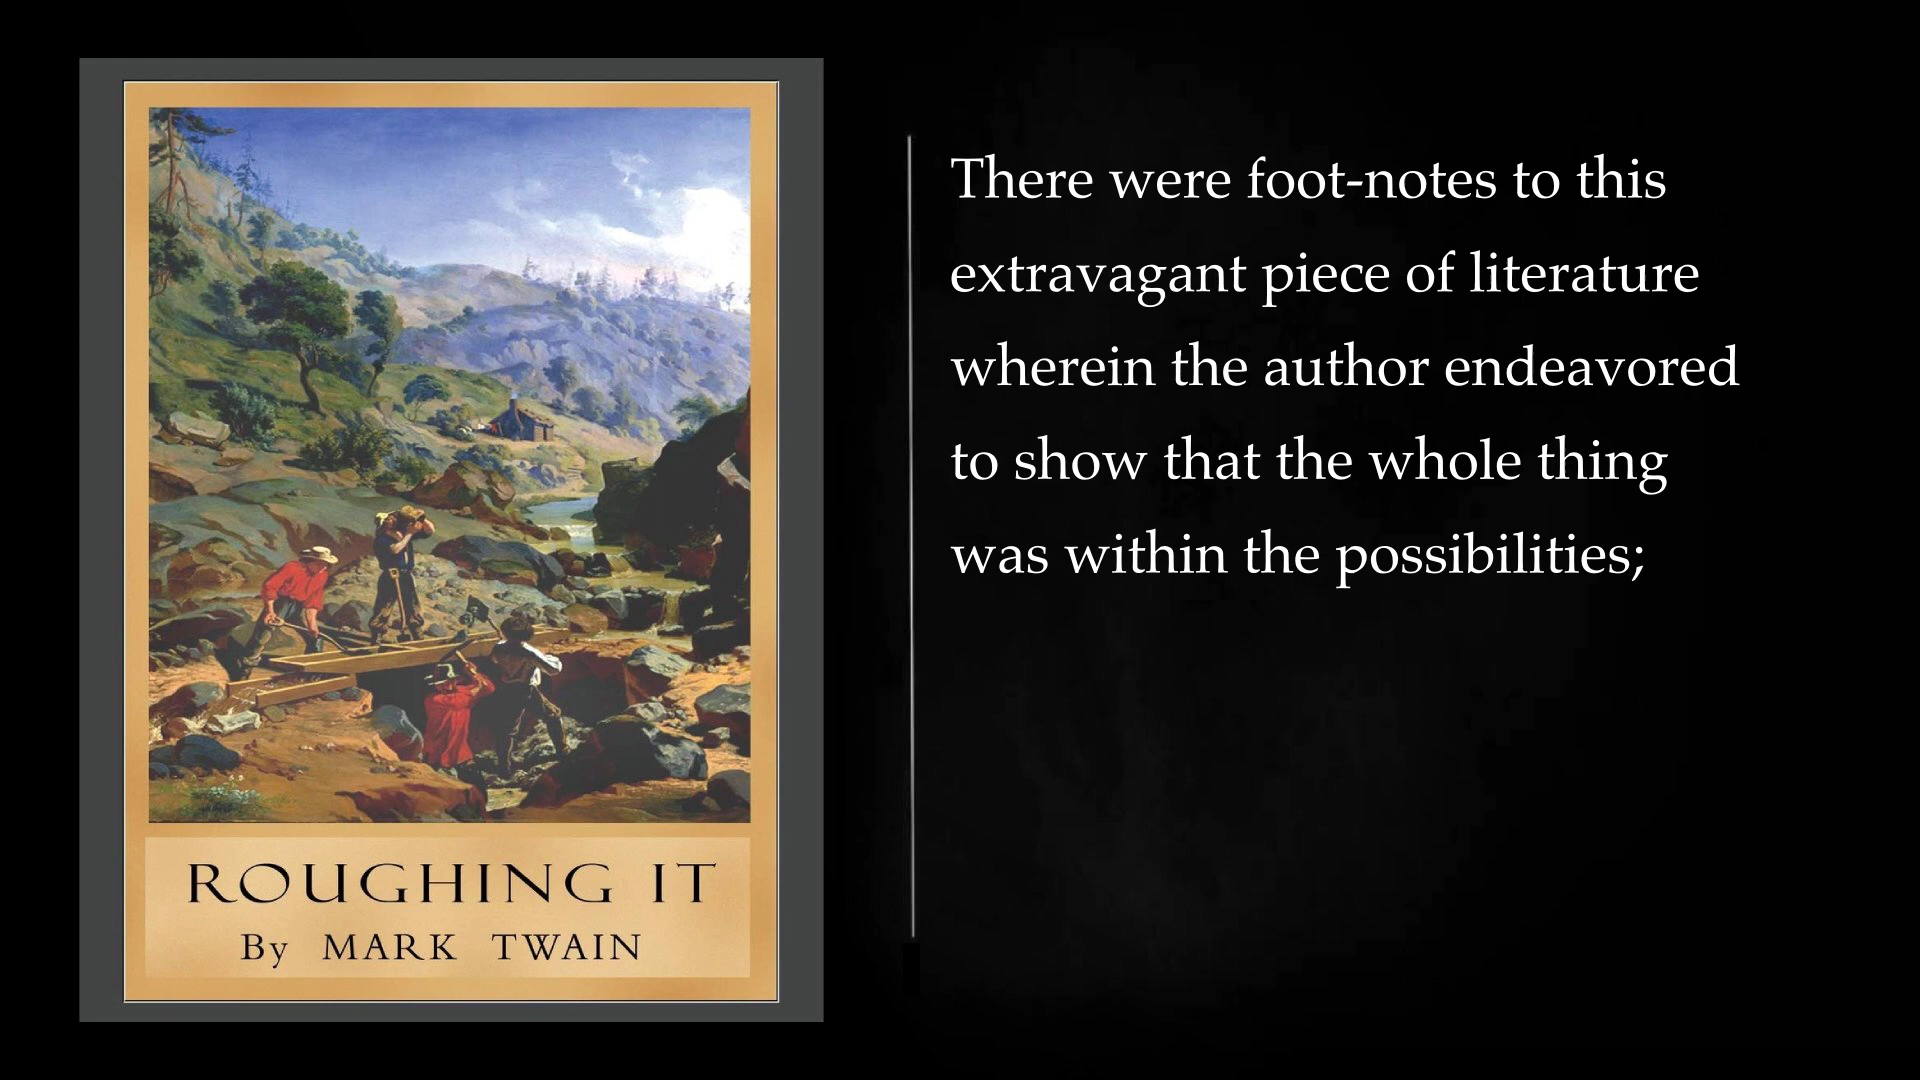 ROUGHING IT
By MARK TWAIN
There were foot-notes to this
extravagant piece of literature
wherein the author endeavored
to show that the whole thing
was within the possibilities;